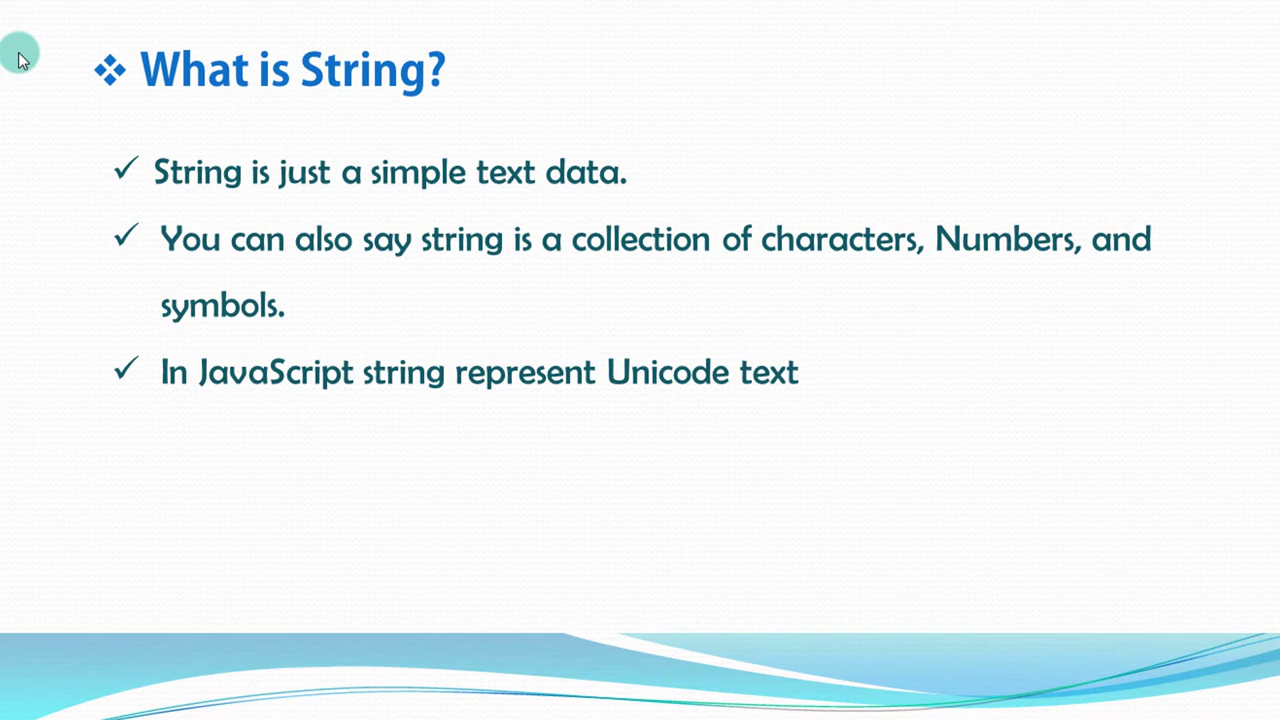 ❖ What is String?
✓ String is just a simple text data.
✓ You can also say string is a collection of characters, Numbers, and
symbols.
✓ In JavaScript string represent Unicode text